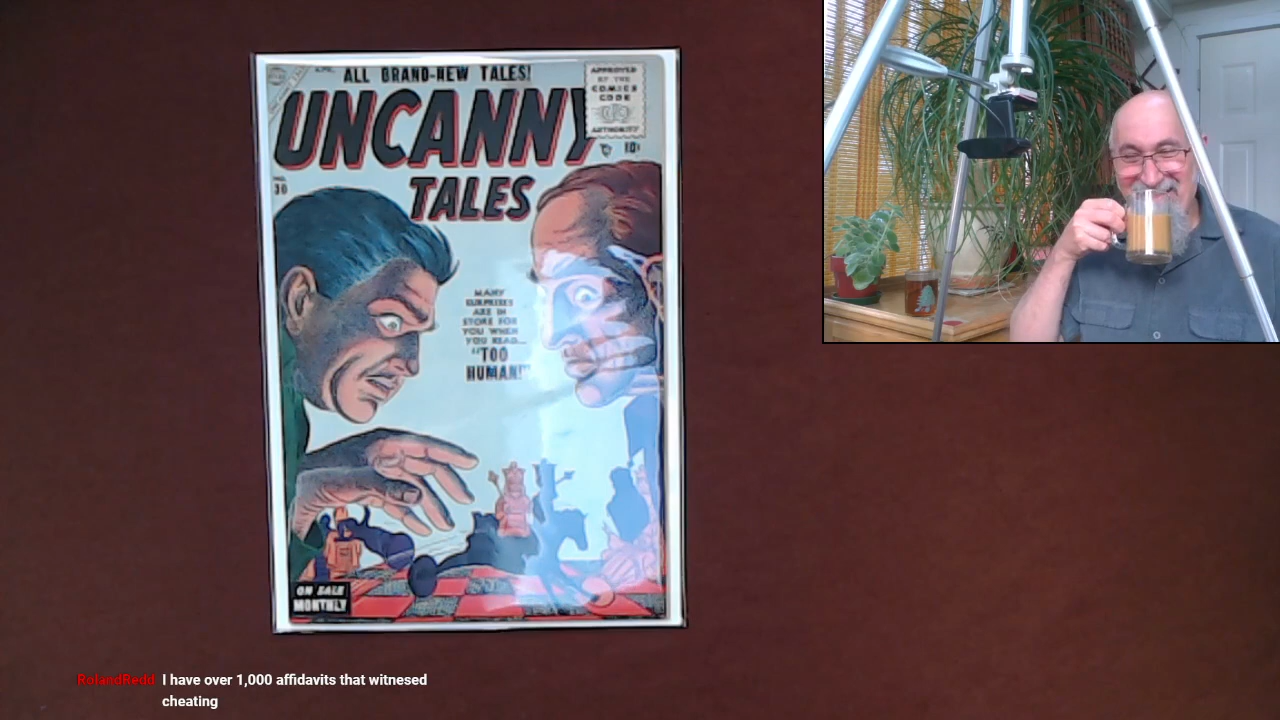 ALL BRAND-NEW TALES!
APPROVED
BY THE
COMICS
CODE
AUTHORITY
UNCANNY
10¢
30
TALES
MANY
SURPRISES
ARE IN
STORE FOR
YOU WHEN
YOU READ...
"TOO
HUMAN!"
ON SALE
MONTHLY
RolandRedd I have over 1,000 affidavits that witnesed
cheating